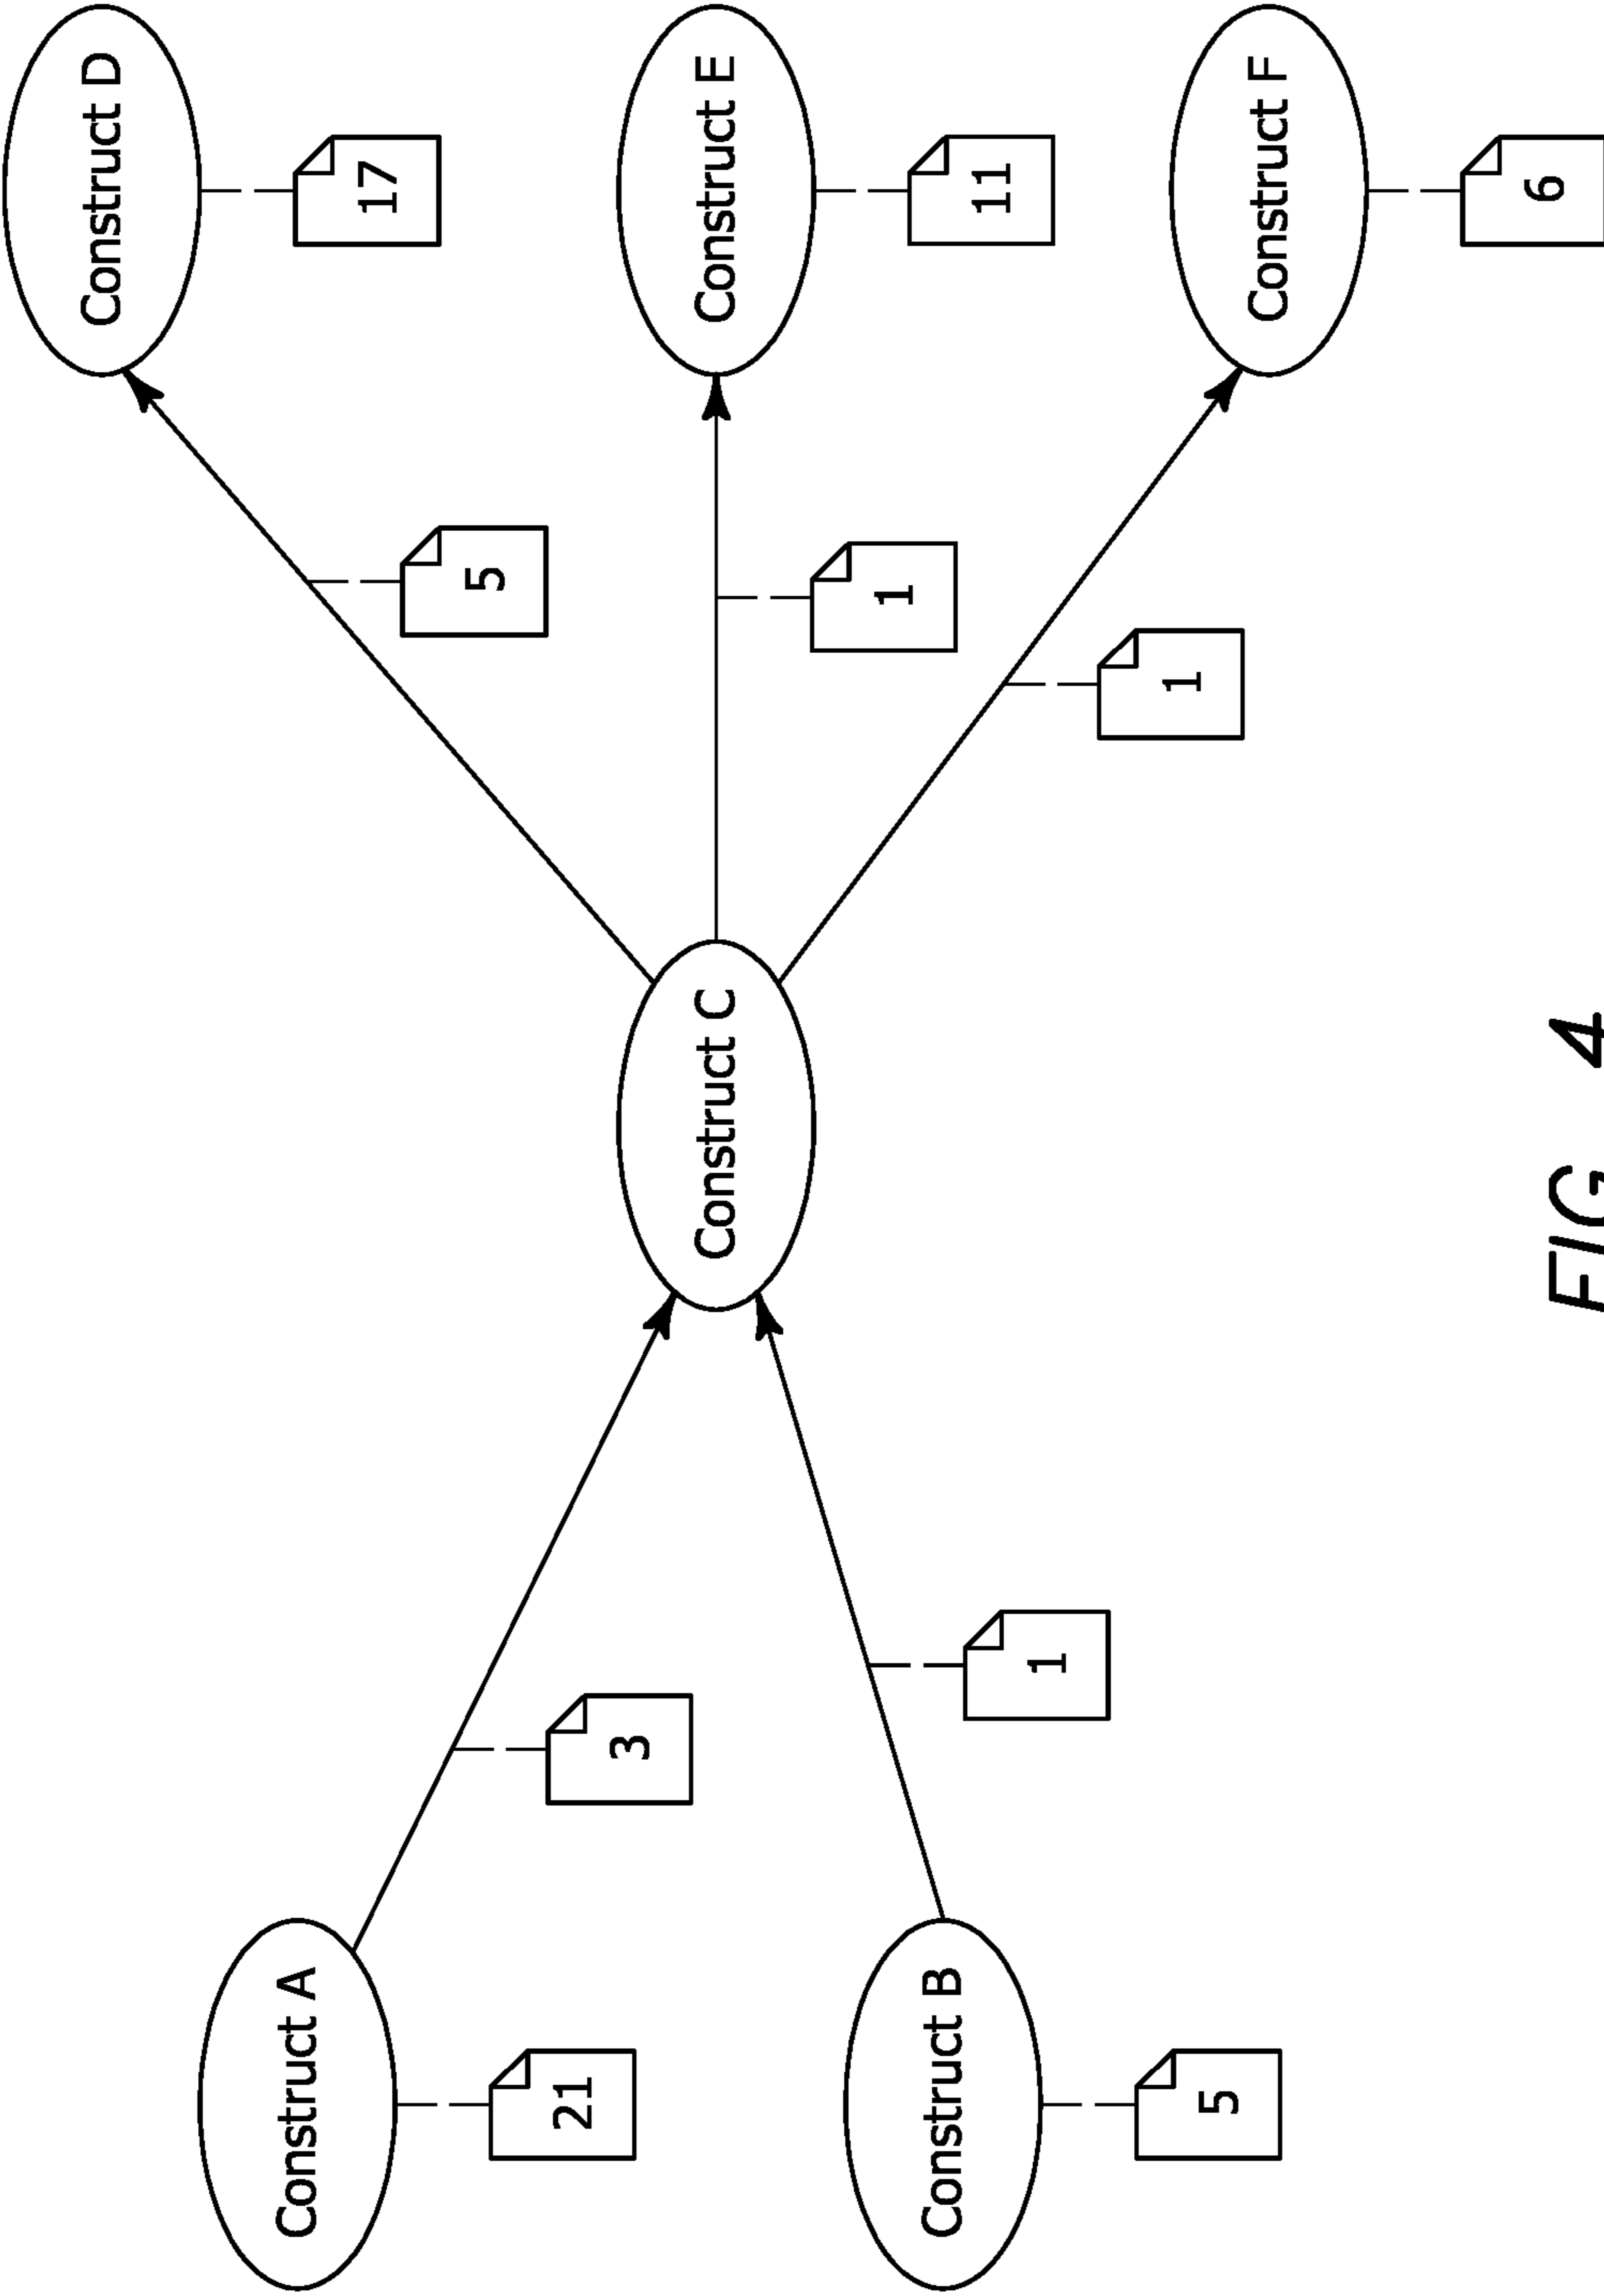 Construct A
21
Construct B
5
3
1
Construct C
5
1
1
Construct D
17
Construct E
11
Construct F
6
FIG. 4